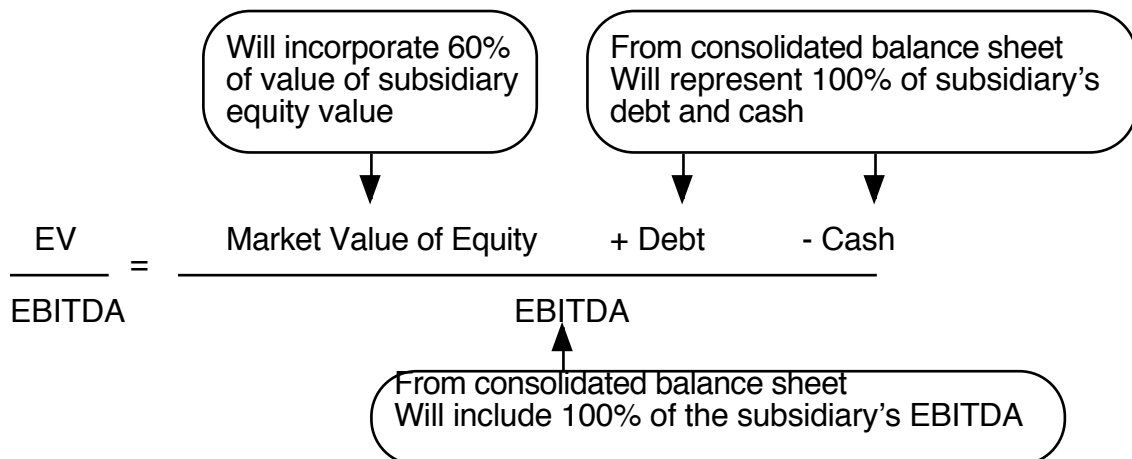 Will incorporate 60%
of value of subsidiary
equity value
From consolidated balance sheet
Will represent 100% of subsidiary's
debt and cash
EV
EBITDA
=
Market Value of Equity + Debt - Cash
EBITDA
From consolidated balance sheet
Will include 100% of the subsidiary's EBITDA